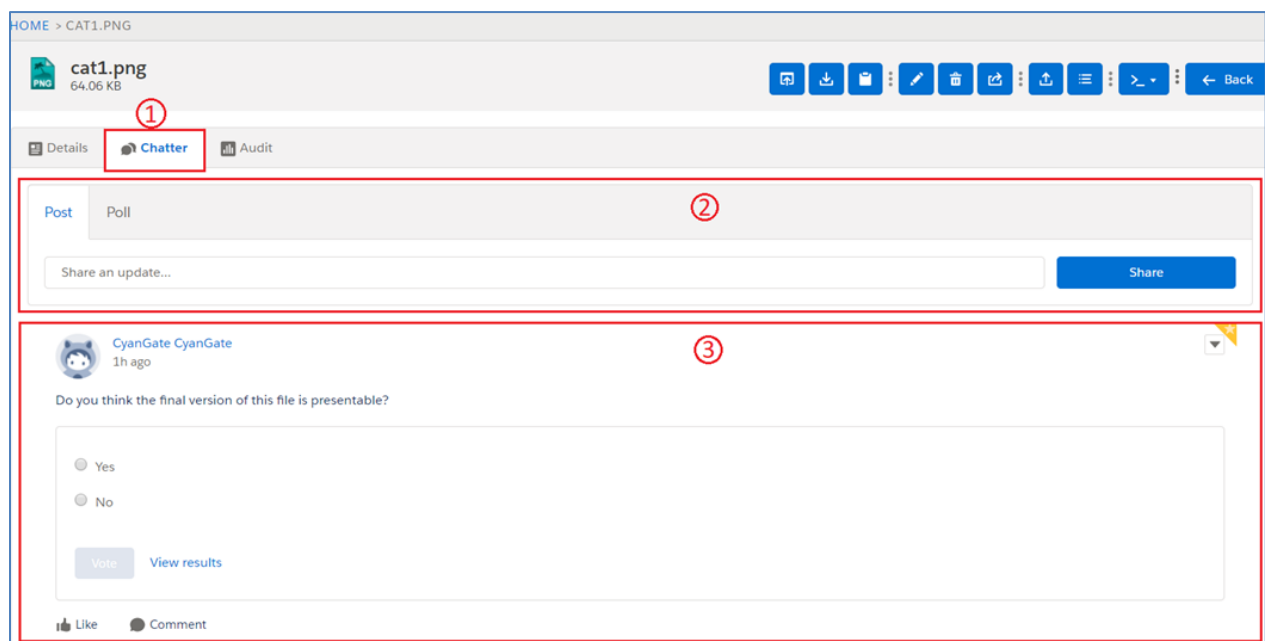 HOME > CAT1.PNG
PNG
cat1.png
64.06 KB
← Back
①
Details
Chatter
Audit
②
Post
Poll
Share an update...
Share
③
CyanGate CyanGate
1h ago
Do you think the final version of this file is presentable?
Yes
No
Vote
View results
Like
Comment